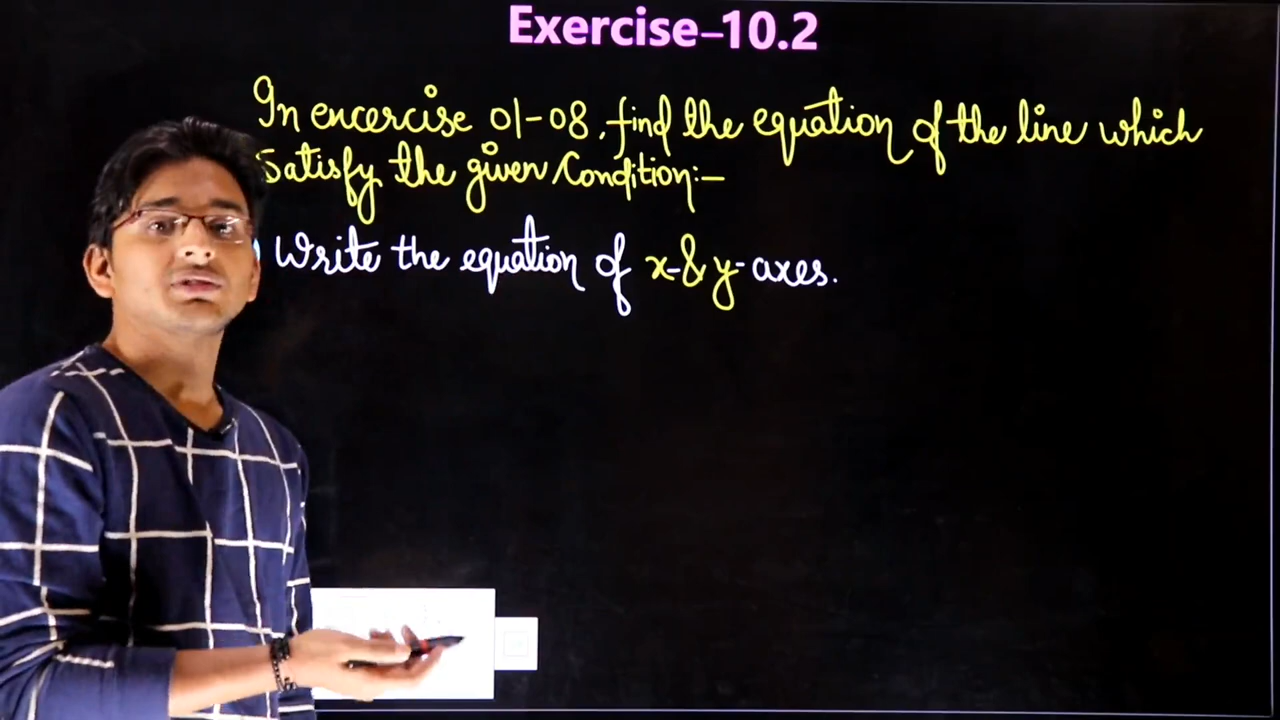 Exercise–10.2
In encercise 01-08, find the equation of the line which
Satisfy the given Condition:–
Write the equation of x-& y-axes.